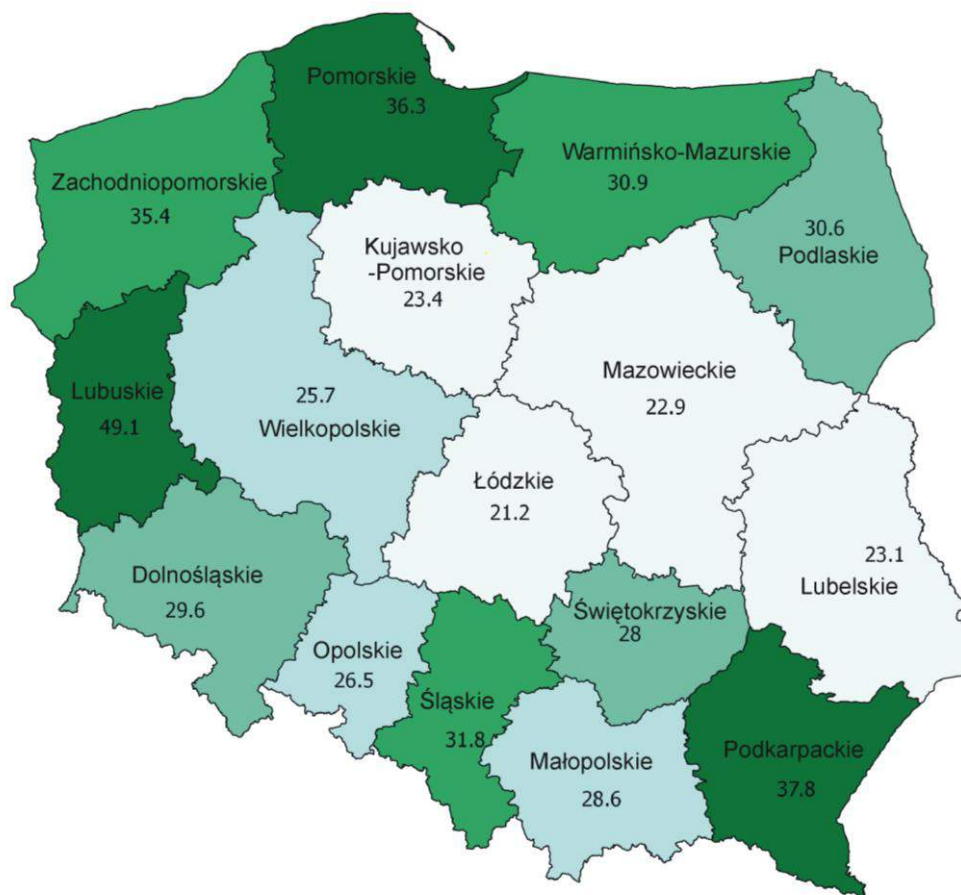 Pomorskie
36.3
Zachodniopomorskie
35.4
Warmińsko-Mazurskie
30.9
30.6
Podlaskie
Kujawsko
-Pomorskie
23.4
Lubuskie
49.1
25.7
Wielkopolskie
Mazowieckie
22.9
Łódzkie
21.2
23.1
Lubelskie
Dolnośląskie
29.6
Opolskie
26.5
Śląskie
31.8
Świętokrzyskie
28
Małopolskie
28.6
Podkarpackie
37.8